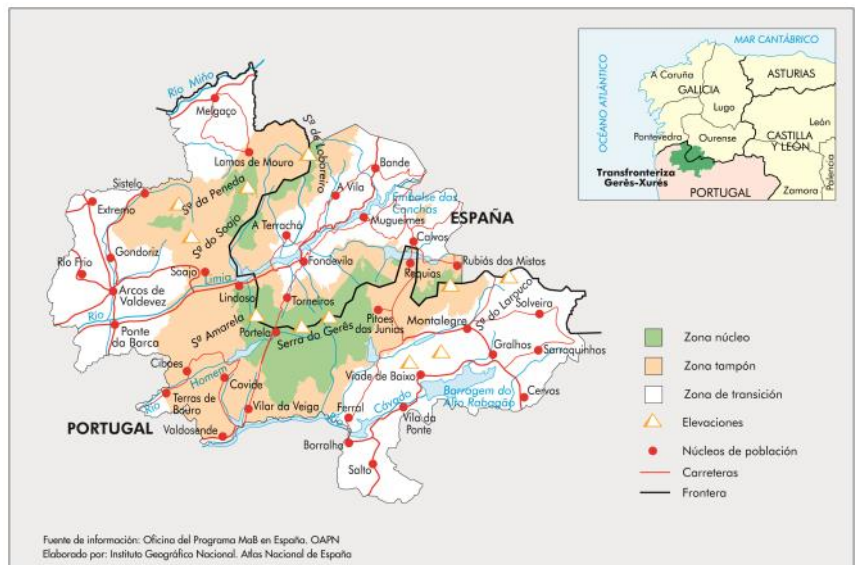 Río Miño
Melgaço
Lamas de Mouro
Sª de Laboreiro
Bande
Sistelo
Sª da Peneda
A Vila
Extremo
Embalse das
Conchas
ESPAÑA
Mugueimes
Sª do Soajo
A Terracha
Calvos
Gondoriz
Río Frio
Soajo
Fondevila
Requias
Rubiás dos Mistos
Limia
Arcos de
Valdevez
Lindoso
Torneiros
Río
Ponte
da Barca
Sª Amarela
Pitoes
das Junias
Montalegre
Sª do Larouco
Solveira
Portela
Serra do Gerês
Gralhos
Sarraquinhos
Cibões
Homem
Covide
Viade de Baixo
Río
Terras de
Bouro
Vilar da Veiga
Ferral
Cávado
Barragem do
Alto Rabagão
Cervos
PORTUGAL
Valdosende
Vila da
Ponte
Borralha
Salto
MAR CANTÁBRICO
OCÉANO ATLÁNTICO
A Coruña
GALICIA
ASTURIAS
Lugo
León
Pontevedra
Ourense
CASTILLA
Y LEÓN
Palencia
Transfronteriza
Gerês-Xurés
PORTUGAL
Zamora
Zona núcleo
Zona tampón
Zona de transición
Elevaciones
Núcleos de población
Carreteras
Frontera
Fuente de información: Oficina del Programa MaB en España. OAPN
Elaborado por: Instituto Geográfico Nacional. Atlas Nacional de España